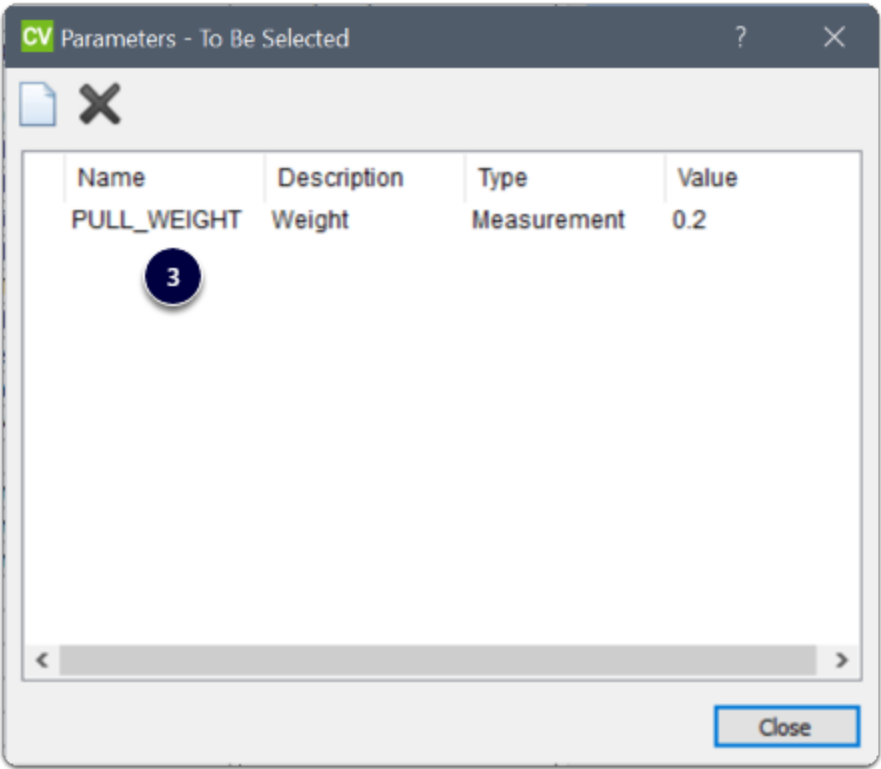 CV Parameters - To Be Selected ?
Name Description Type Value
PULL_WEIGHT Weight Measurement 0.2
3
Close